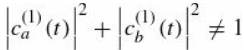 |c_a^{(1)}(t)|^2 + |c_b^{(1)}(t)|^2 ≠ 1